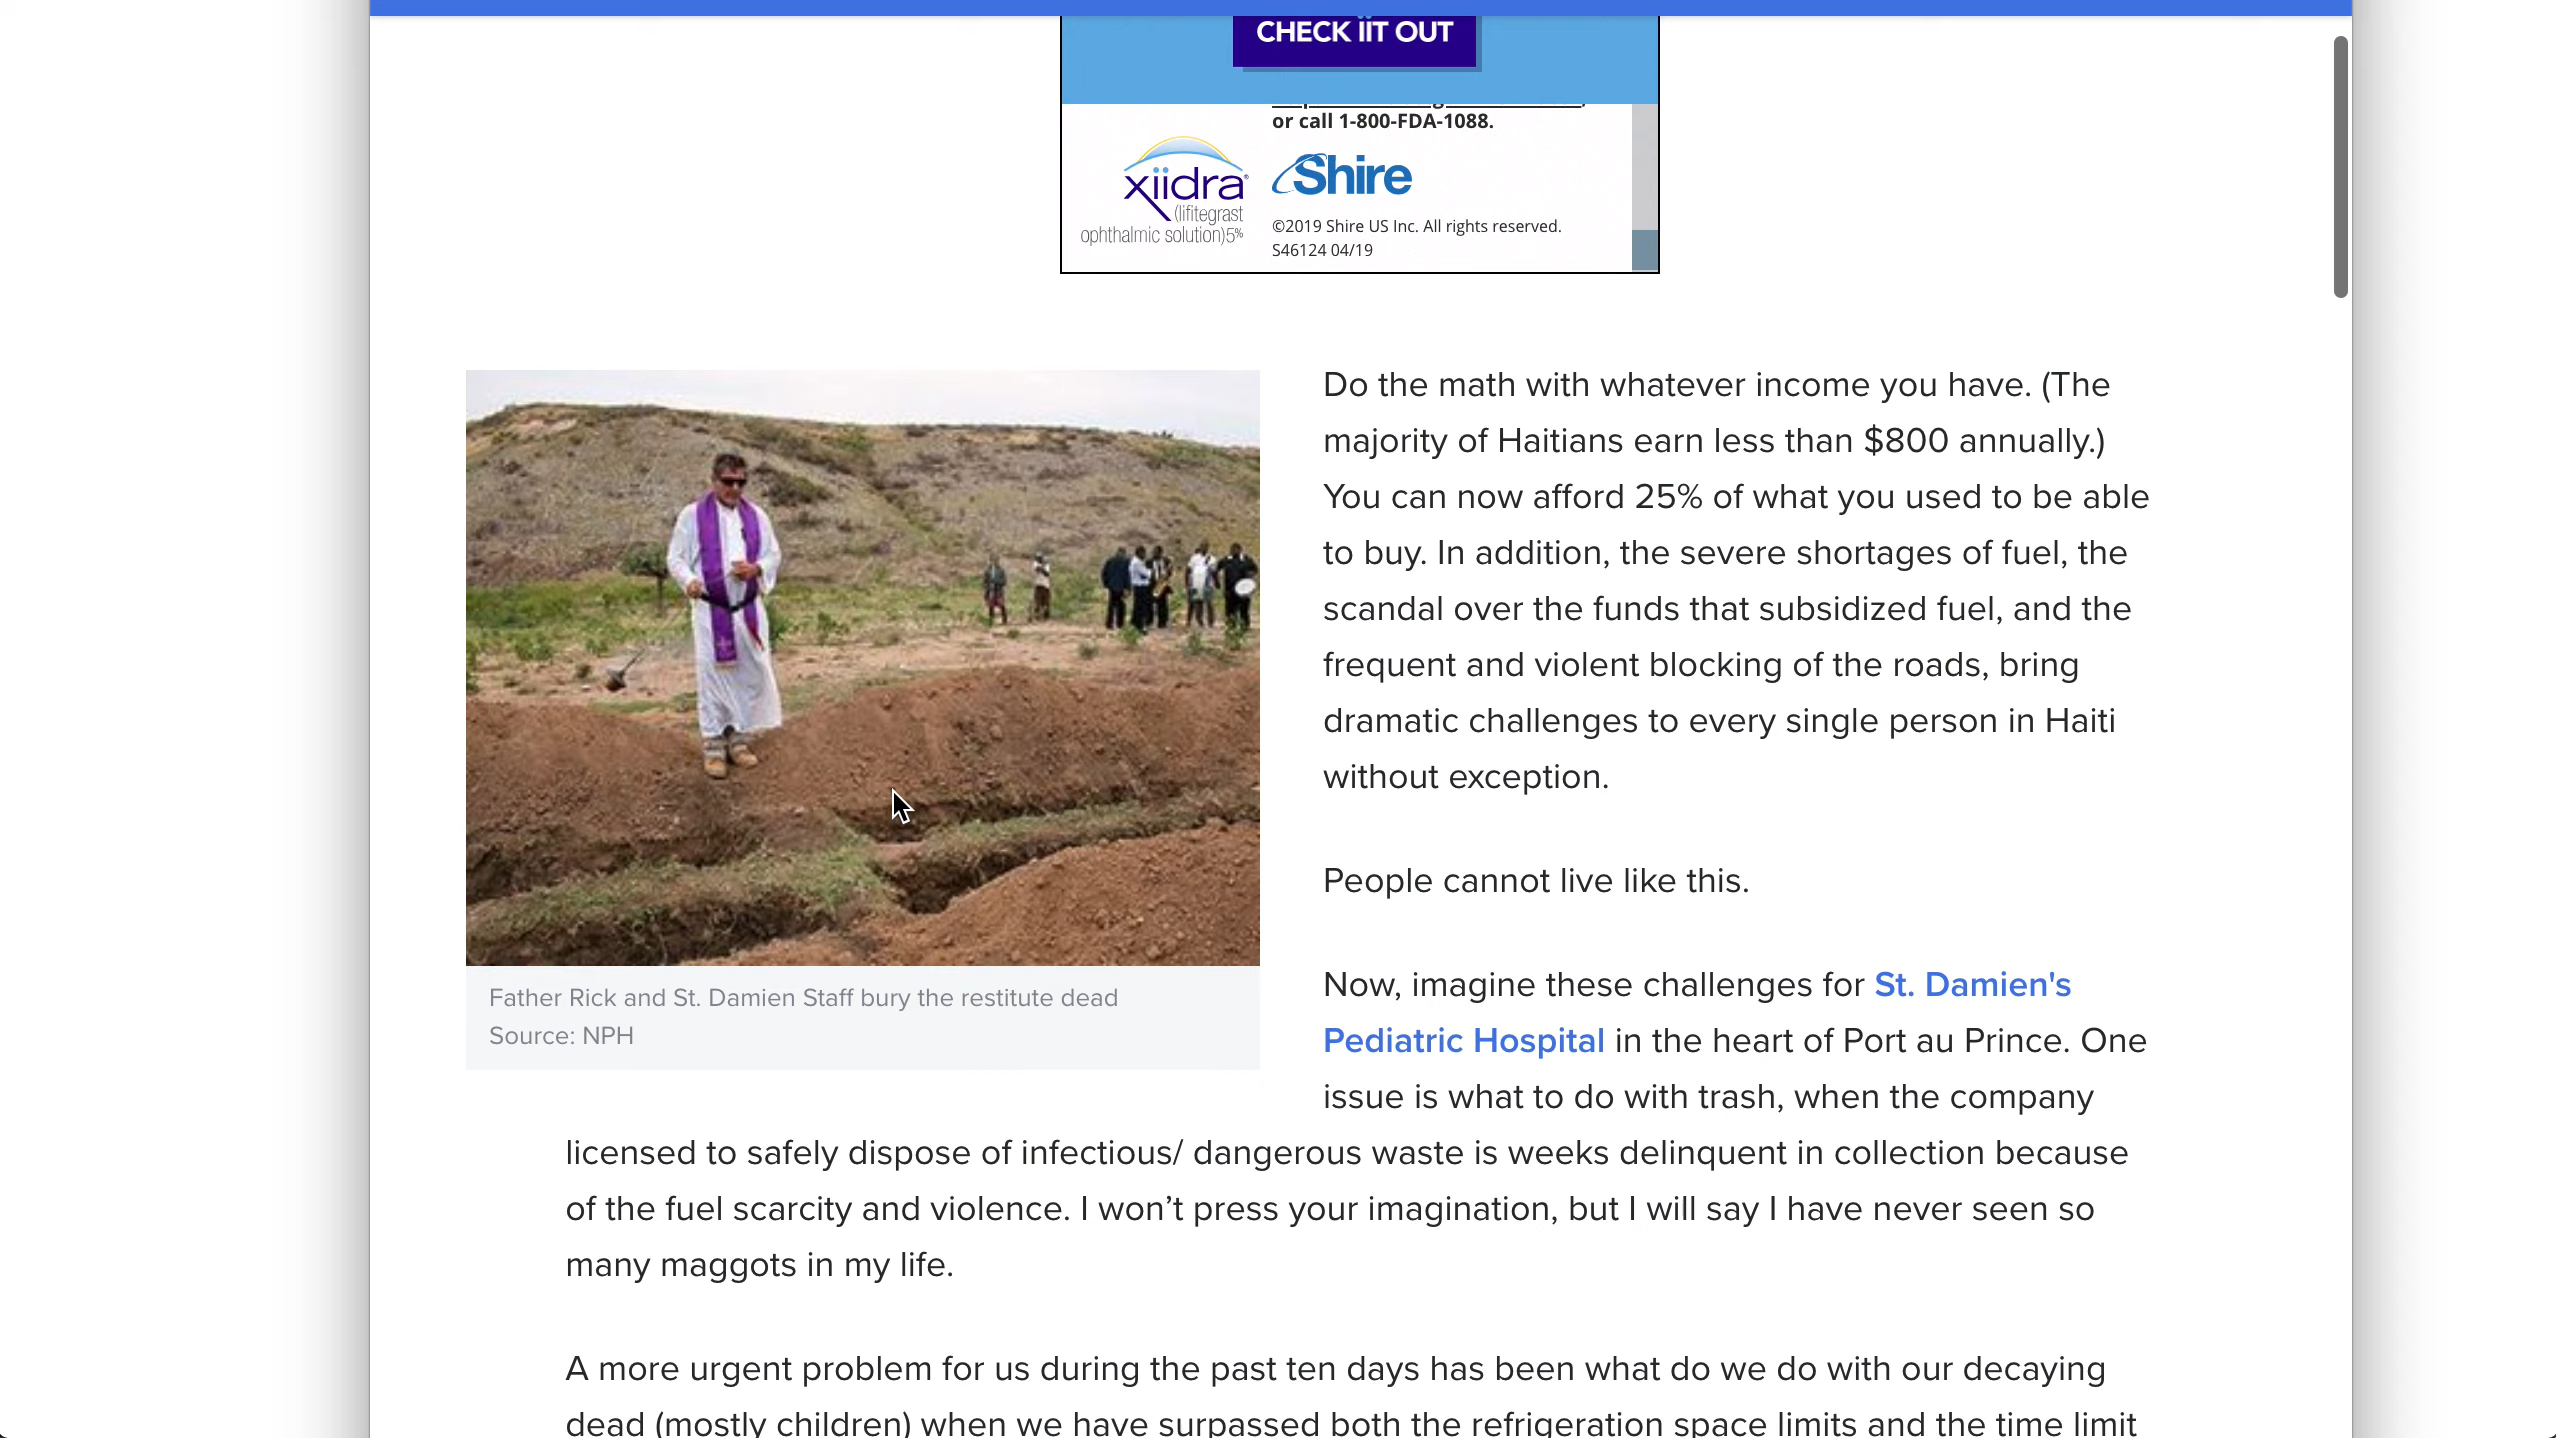 CHECK iiT OUT
or call 1-800-FDA-1088.
xiidra®
(lifitegrast
ophthalmic solution)5%
Shire
©2019 Shire US Inc. All rights reserved.
S46124 04/19
Do the math with whatever income you have. (The
majority of Haitians earn less than $800 annually.)
You can now afford 25% of what you used to be able
to buy. In addition, the severe shortages of fuel, the
scandal over the funds that subsidized fuel, and the
frequent and violent blocking of the roads, bring
dramatic challenges to every single person in Haiti
without exception.
People cannot live like this.
Father Rick and St. Damien Staff bury the restitute dead
Source: NPH
Now, imagine these challenges for St. Damien's
Pediatric Hospital in the heart of Port au Prince. One
issue is what to do with trash, when the company
licensed to safely dispose of infectious/ dangerous waste is weeks delinquent in collection because
of the fuel scarcity and violence. I won’t press your imagination, but I will say I have never seen so
many maggots in my life.
A more urgent problem for us during the past ten days has been what do we do with our decaying
dead (mostly children) when we have surpassed both the refrigeration space limits and the time limit